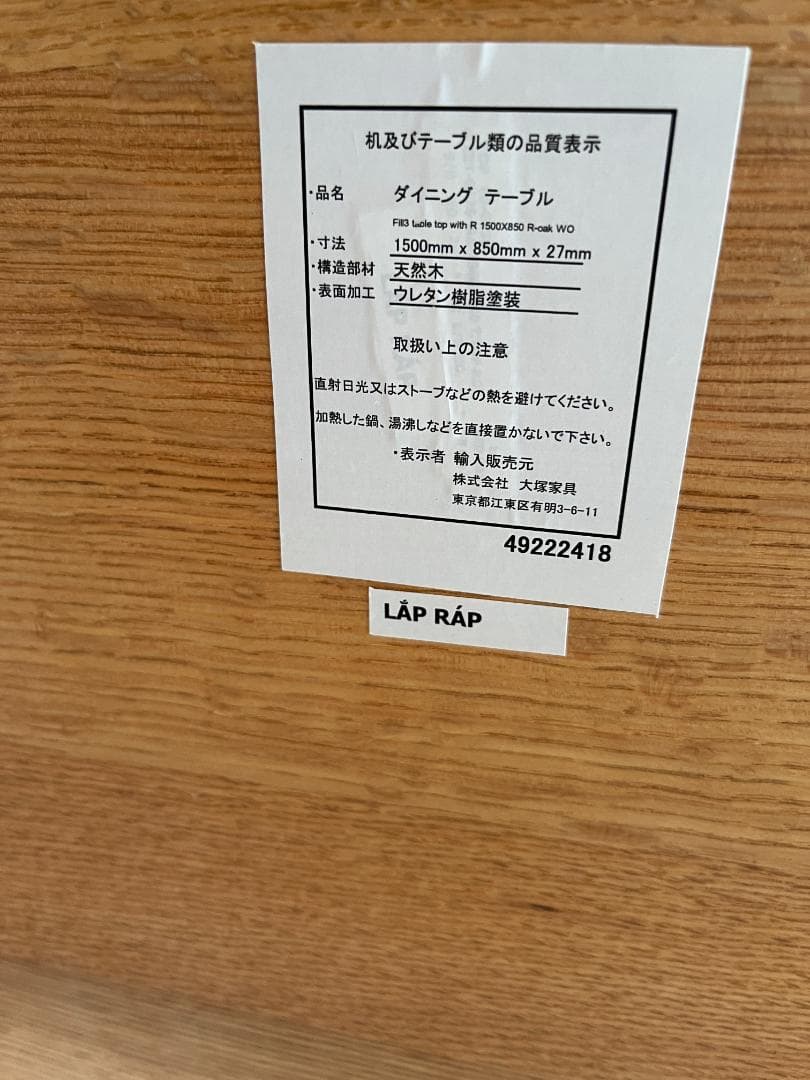 机及びテーブル類の品質表示
・品名 ダイニング テーブル
Fill3 table top with R 1500X850 R-oak WO
・寸法 1500mm x 850mm x 27mm
・構造部材 天然木
・表面加工 ウレタン樹脂塗装
取扱い上の注意
直射日光又はストーブなどの熱を避けてください。
加熱した鍋、湯沸しなどを直接置かないで下さい。
・表示者 輸入販売元
株式会社 大塚家具
東京都江東区有明3-6-11
49222418
LẮP RÁP